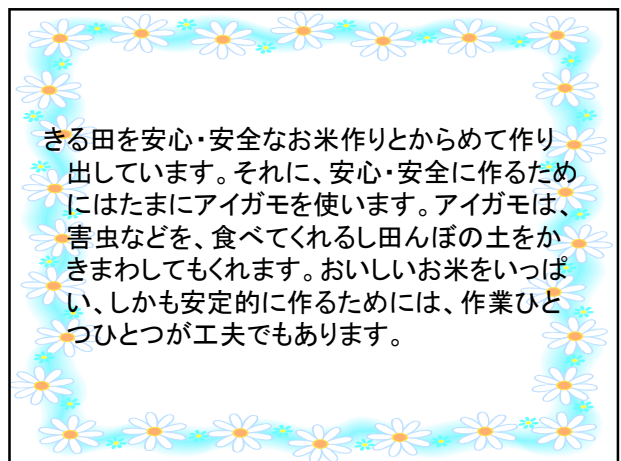 きる田を安心・安全なお米作りとからめて作り
出しています。それに、安心・安全に作るため
にはたまにアイガモを使います。アイガモは、
害虫などを、食べてくれるし田んぼの土をか
きまわしてもくれます。おいしいお米をいっぱ
い、しかも安定的に作るためには、作業ひと
つひとつが工夫でもあります。